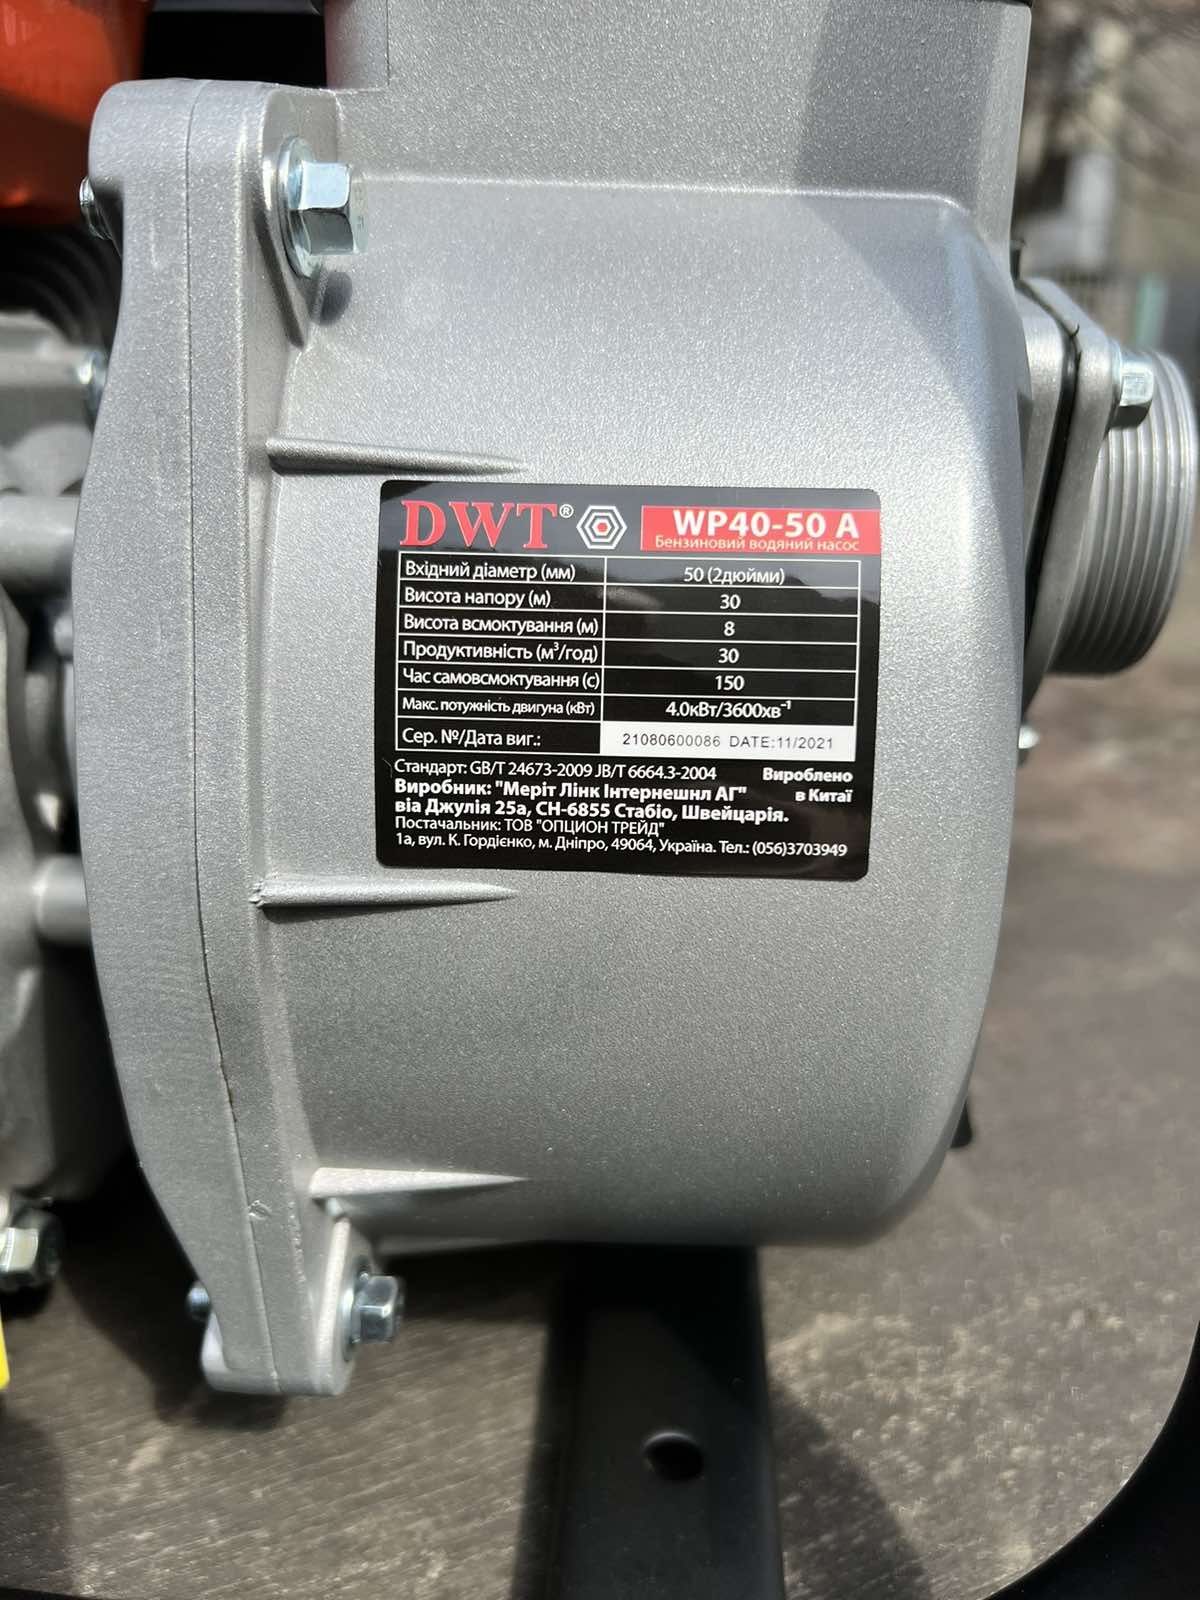 DWT® WP40-50 A
Бензиновий водяний насос
Вхідний діаметр (мм) 50 (2дюйми)
Висота напору (м) 30
Висота всмоктування (м) 8
Продуктивність (м³/год) 30
Час самовсмоктування (с) 150
Макс. потужність двигуна (кВт) 4.0кВт/3600хв⁻¹
Сер. №/Дата виг.: 21080600086 DATE:11/2021
Стандарт: GB/T 24673-2009 JB/T 6664.3-2004 Вироблено
Виробник: "Меріт Лінк Інтернешнл АГ" в Китаї
віа Джулія 25а, CH-6855 Стабіо, Швейцарія.
Постачальник: ТОВ "ОПЦИОН ТРЕЙД"
1а, вул. К. Гордієнко, м. Дніпро, 49064, Україна. Тел.: (056)3703949